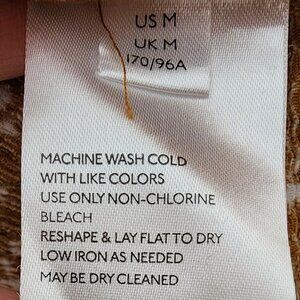 US M
UK M
170/96A
MACHINE WASH COLD
WITH LIKE COLORS
USE ONLY NON-CHLORINE
BLEACH
RESHAPE & LAY FLAT TO DRY
LOW IRON AS NEEDED
MAY BE DRY CLEANED